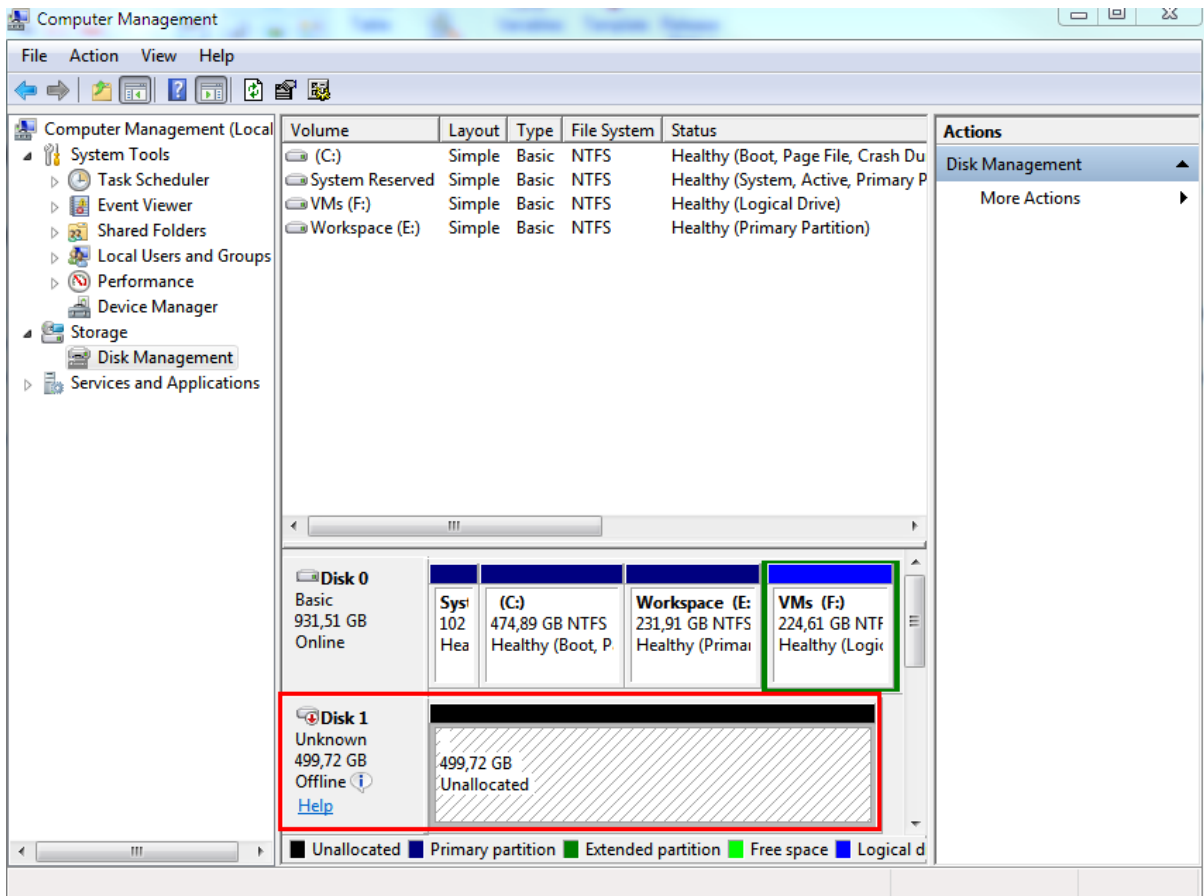 Computer Management
File Action View Help
Computer Management (Local
System Tools
Task Scheduler
Event Viewer
Shared Folders
Local Users and Groups
Performance
Device Manager
Storage
Disk Management
Services and Applications
Volume Layout Type File System Status
(C:) Simple Basic NTFS Healthy (Boot, Page File, Crash Du
System Reserved Simple Basic NTFS Healthy (System, Active, Primary P
VMs (F:) Simple Basic NTFS Healthy (Logical Drive)
Workspace (E:) Simple Basic NTFS Healthy (Primary Partition)
Actions
Disk Management
More Actions
Disk 0
Basic
931,51 GB
Online
Syst
102
Hea
(C:)
474,89 GB NTFS
Healthy (Boot, P
Workspace (E:
231,91 GB NTFS
Healthy (Primar
VMs (F:)
224,61 GB NTF
Healthy (Logic
Disk 1
Unknown
499,72 GB
Offline
Help
499,72 GB
Unallocated
Unallocated Primary partition Extended partition Free space Logical d